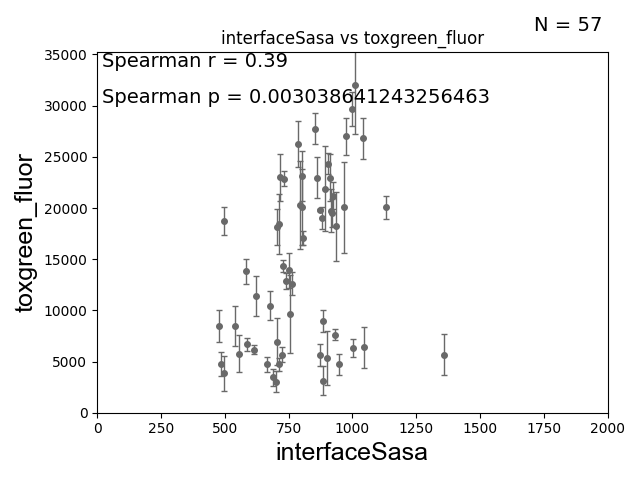 N = 57
interfaceSasa vs toxgreen_fluor
Spearman r = 0.39
Spearman p = 0.003038641243256463
toxgreen_fluor
35000
30000
25000
20000
15000
10000
5000
0
0 250 500 750 1000 1250 1500 1750 2000
interfaceSasa